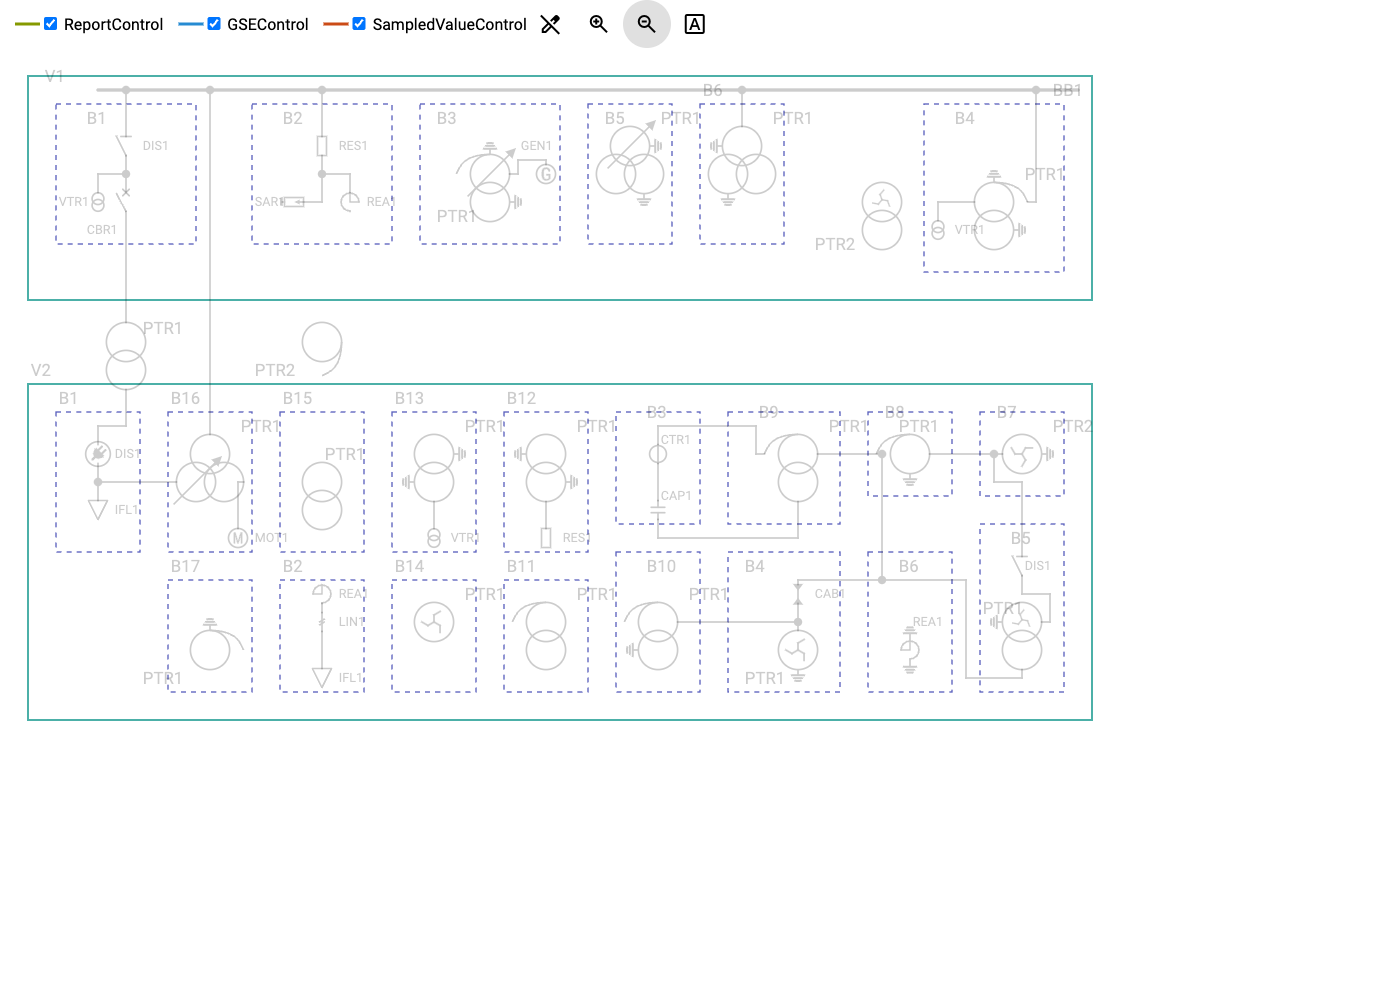 ReportControl GSEControl SampledValueControl A
V1
B6 BB1
B1 B2 B3 B5 PTR1 PTR1 B4
DIS1 RES1 GEN1
G
PTR1
VTR1 SAR1 REA1
PTR1
CBR1 VTR1
PTR2
PTR1
V2 PTR2
B1 B16 B15 B13 B12
B3 B9 B8 B7
PTR1 PTR1 PTR1 PTR1 PTR1 PTR2
CTR1
DIS1 PTR1
CAP1
IFL1
M MOT1 VTR1 RES1 B5
B17 B2 B14 B11 B10 B4 B6 DIS1
REA1 PTR1 PTR1 PTR1 CAB1
PTR1
LIN1 REA1
PTR1 IFL1 PTR1